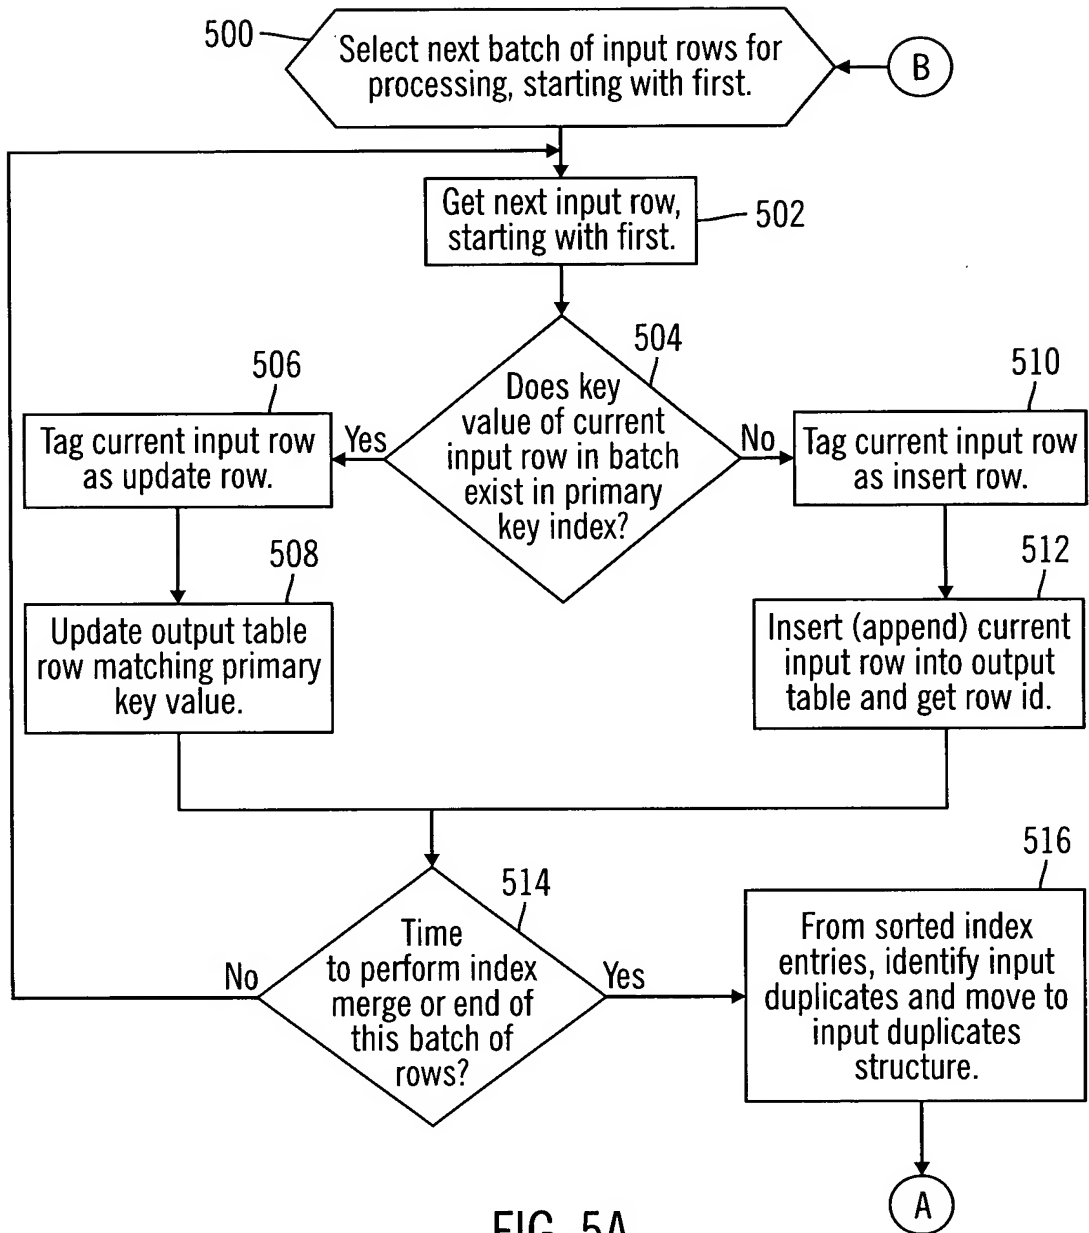 500
Select next batch of input rows for
processing, starting with first.
B
Get next input row,
starting with first.
502
504
Does key
value of current
input row in batch
exist in primary
key index?
Yes
No
506
Tag current input row
as update row.
510
Tag current input row
as insert row.
508
Update output table
row matching primary
key value.
512
Insert (append) current
input row into output
table and get row id.
514
Time
to perform index
merge or end of
this batch of
rows?
No
Yes
516
From sorted index
entries, identify input
duplicates and move to
input duplicates
structure.
A
FIG. 5A